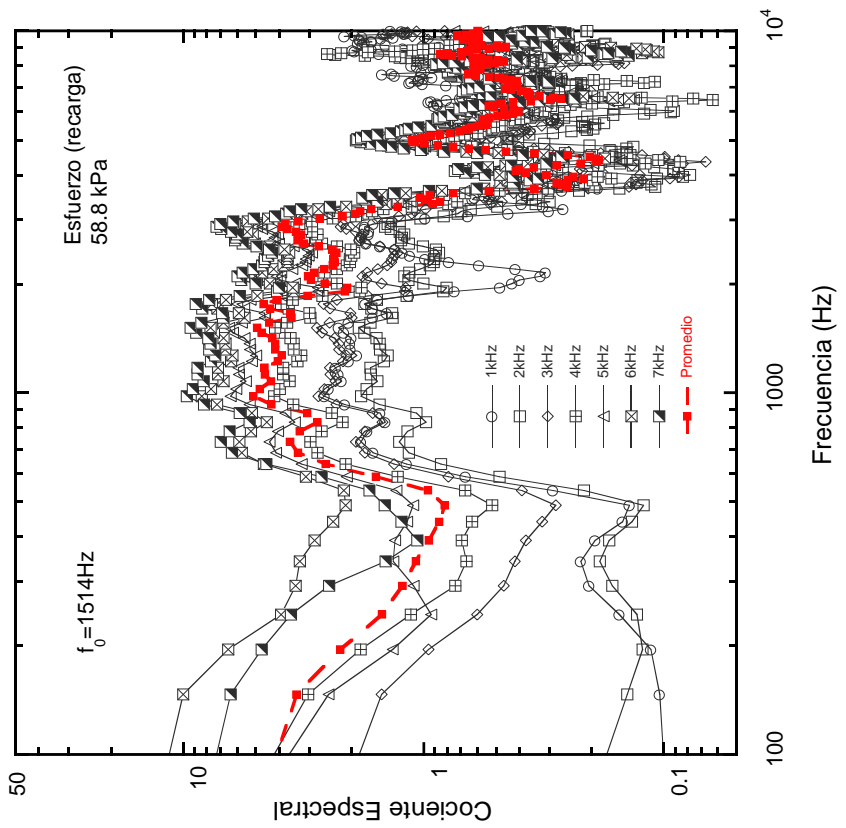 Esfuerzo (recarga)
58.8 kPa
f0=1514Hz
50
10
1
0.1
Cociente Espectral
100
1000
10^4
Frecuencia (Hz)
1kHz
2kHz
3kHz
4kHz
5kHz
6kHz
7kHz
Promedio